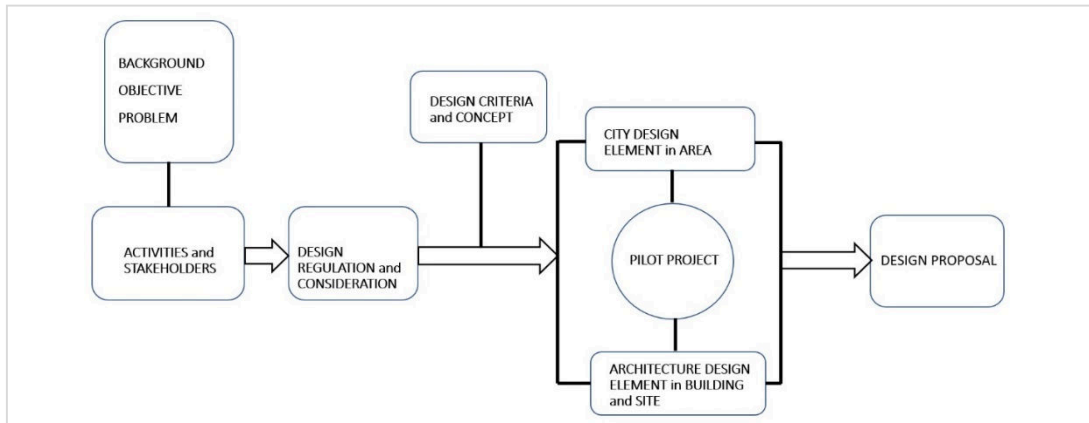 BACKGROUND
OBJECTIVE
PROBLEM
ACTIVITIES and
STAKEHOLDERS
DESIGN
REGULATION and
CONSIDERATION
DESIGN CRITERIA
and CONCEPT
CITY DESIGN
ELEMENT in AREA
PILOT PROJECT
ARCHITECTURE DESIGN
ELEMENT in BUILDING
and SITE
DESIGN PROPOSAL